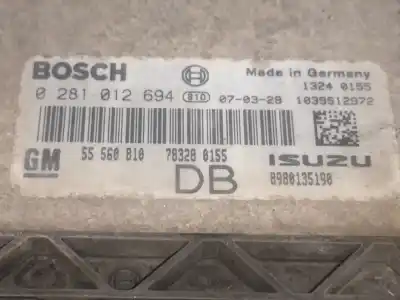 BOSCH Made in Germany
1324 0155
0 281 012 694 B10 07-03-28 1039S12972
GM 55 560 810 78328 0155 ISUZU
DB 8980135190